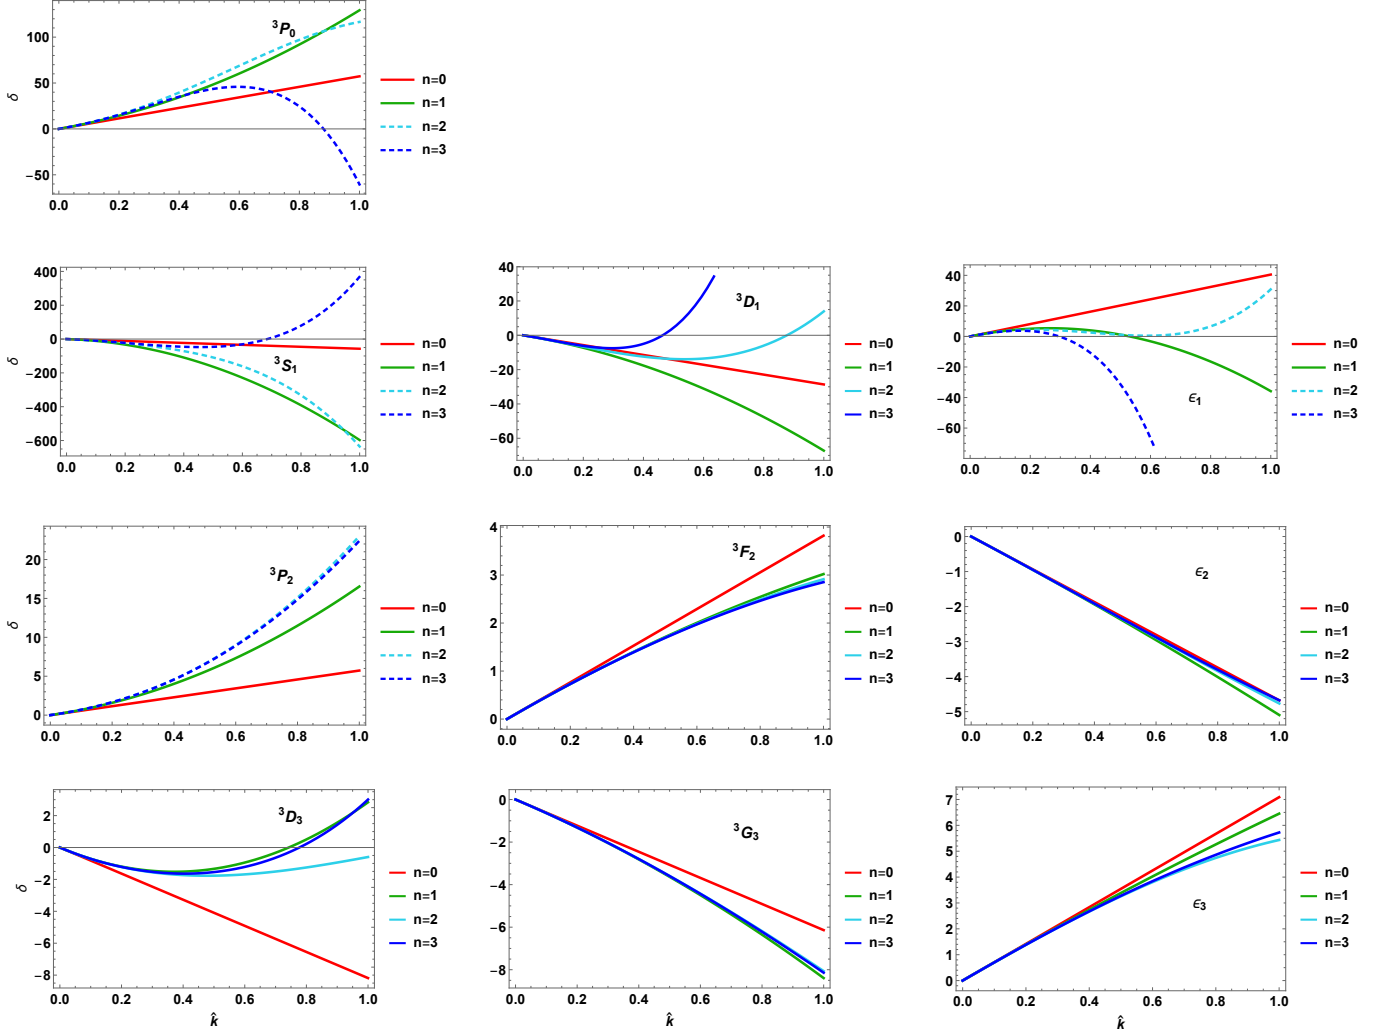 ³P₀
δ
100
50
0
−50
0.0 0.2 0.4 0.6 0.8 1.0
n=0
n=1
n=2
n=3
³S₁
δ
400
200
0
−200
−400
−600
0.0 0.2 0.4 0.6 0.8 1.0
n=0
n=1
n=2
n=3
³D₁
40
20
0
−20
−40
−60
0.0 0.2 0.4 0.6 0.8 1.0
n=0
n=1
n=2
n=3
ϵ₁
40
20
0
−20
−40
−60
0.0 0.2 0.4 0.6 0.8 1.0
n=0
n=1
n=2
n=3
³P₂
δ
20
15
10
5
0
0.0 0.2 0.4 0.6 0.8 1.0
n=0
n=1
n=2
n=3
³F₂
4
3
2
1
0
0.0 0.2 0.4 0.6 0.8 1.0
n=0
n=1
n=2
n=3
ϵ₂
0
−1
−2
−3
−4
−5
0.0 0.2 0.4 0.6 0.8 1.0
n=0
n=1
n=2
n=3
³D₃
δ
2
0
−2
−4
−6
−8
0.0 0.2 0.4 0.6 0.8 1.0
k̂
n=0
n=1
n=2
n=3
³G₃
0
−2
−4
−6
−8
0.0 0.2 0.4 0.6 0.8 1.0
k̂
n=0
n=1
n=2
n=3
ϵ₃
7
6
5
4
3
2
1
0
0.0 0.2 0.4 0.6 0.8 1.0
k̂
n=0
n=1
n=2
n=3